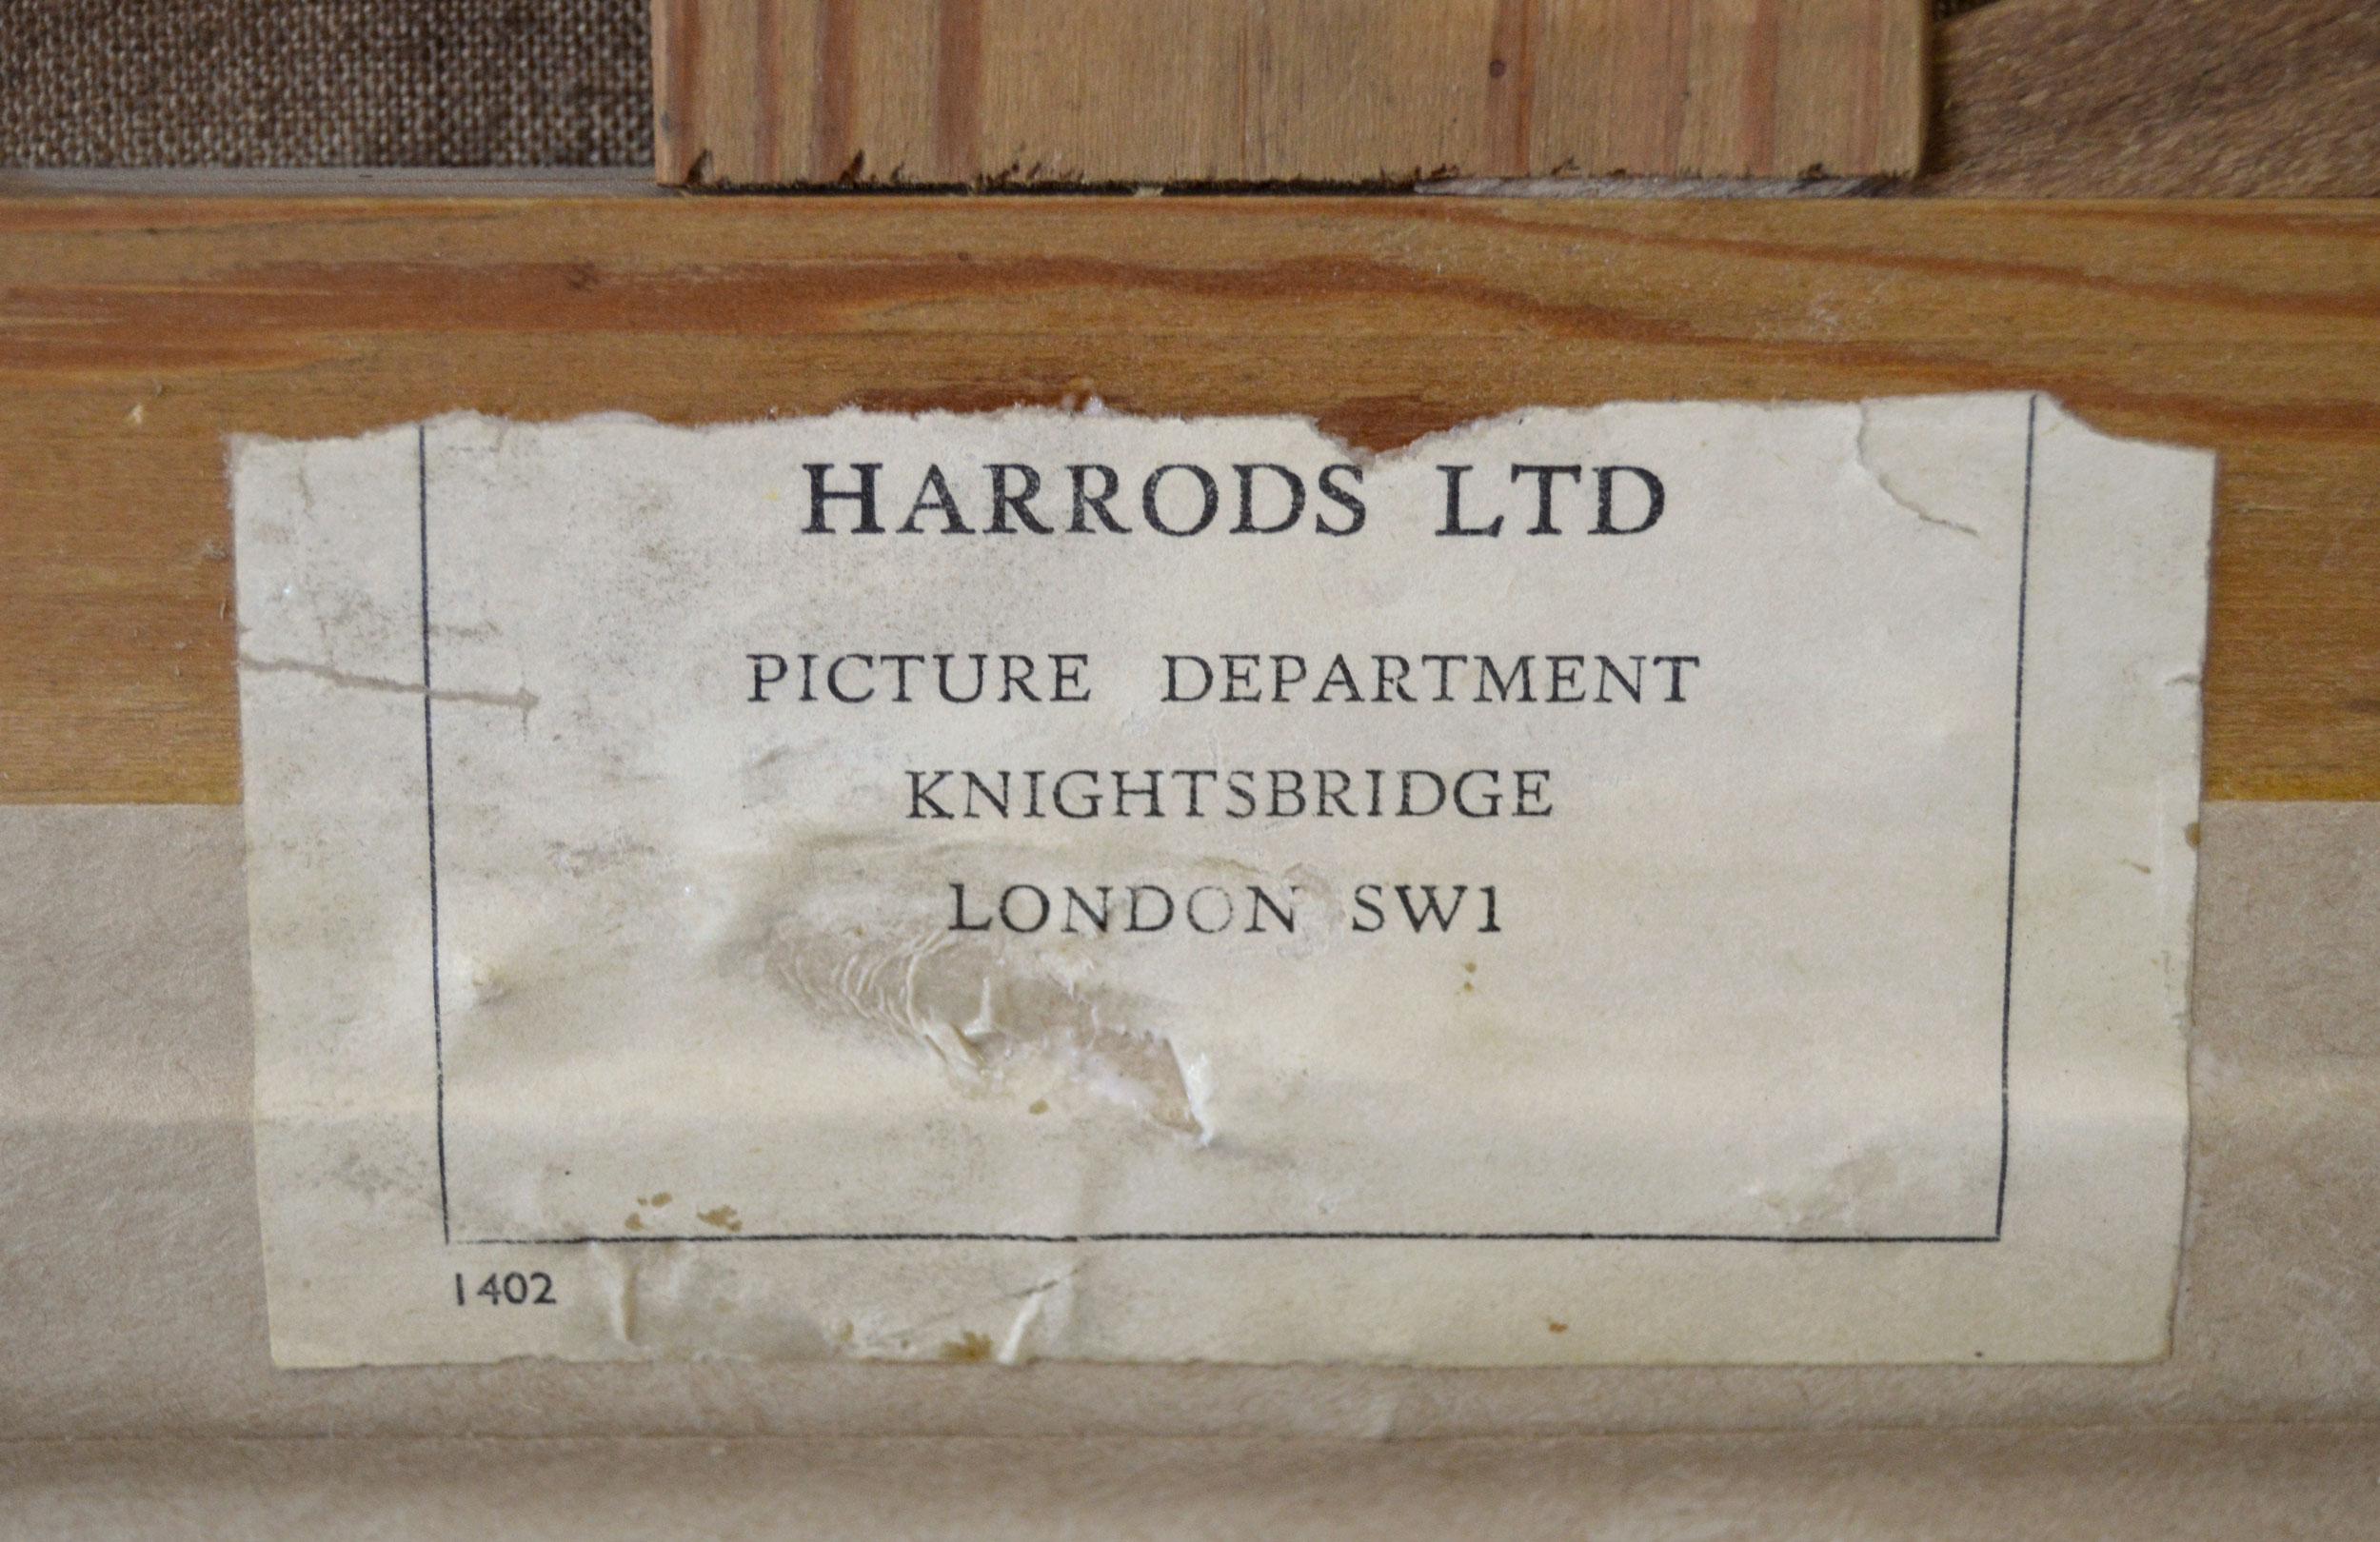 HARRODS LTD
PICTURE DEPARTMENT
KNIGHTSBRIDGE
LONDON SW1
1402